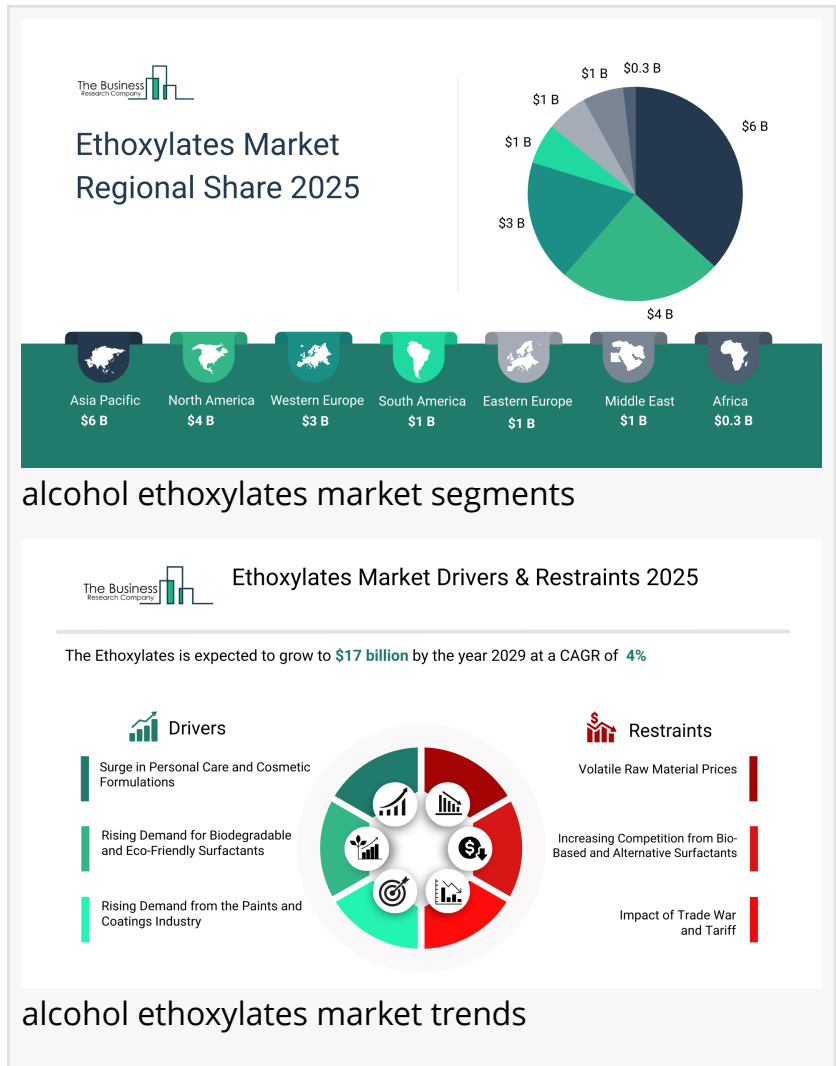 The Business
Research Company
Ethoxylates Market
Regional Share 2025
$0.3 B
$1 B
$1 B
$6 B
$1 B
$3 B
$4 B
Asia Pacific
$6 B
North America
$4 B
Western Europe
$3 B
South America
$1 B
Eastern Europe
$1 B
Middle East
$1 B
Africa
$0.3 B
alcohol ethoxylates market segments
The Business
Research Company
Ethoxylates Market Drivers & Restraints 2025
The Ethoxylates is expected to grow to $17 billion by the year 2029 at a CAGR of 4%
Drivers
Surge in Personal Care and Cosmetic
Formulations
Rising Demand for Biodegradable
and Eco-Friendly Surfactants
Rising Demand from the Paints and
Coatings Industry
$
Restraints
Volatile Raw Material Prices
$
Increasing Competition from Bio-
Based and Alternative Surfactants
Impact of Trade War
and Tariff
alcohol ethoxylates market trends